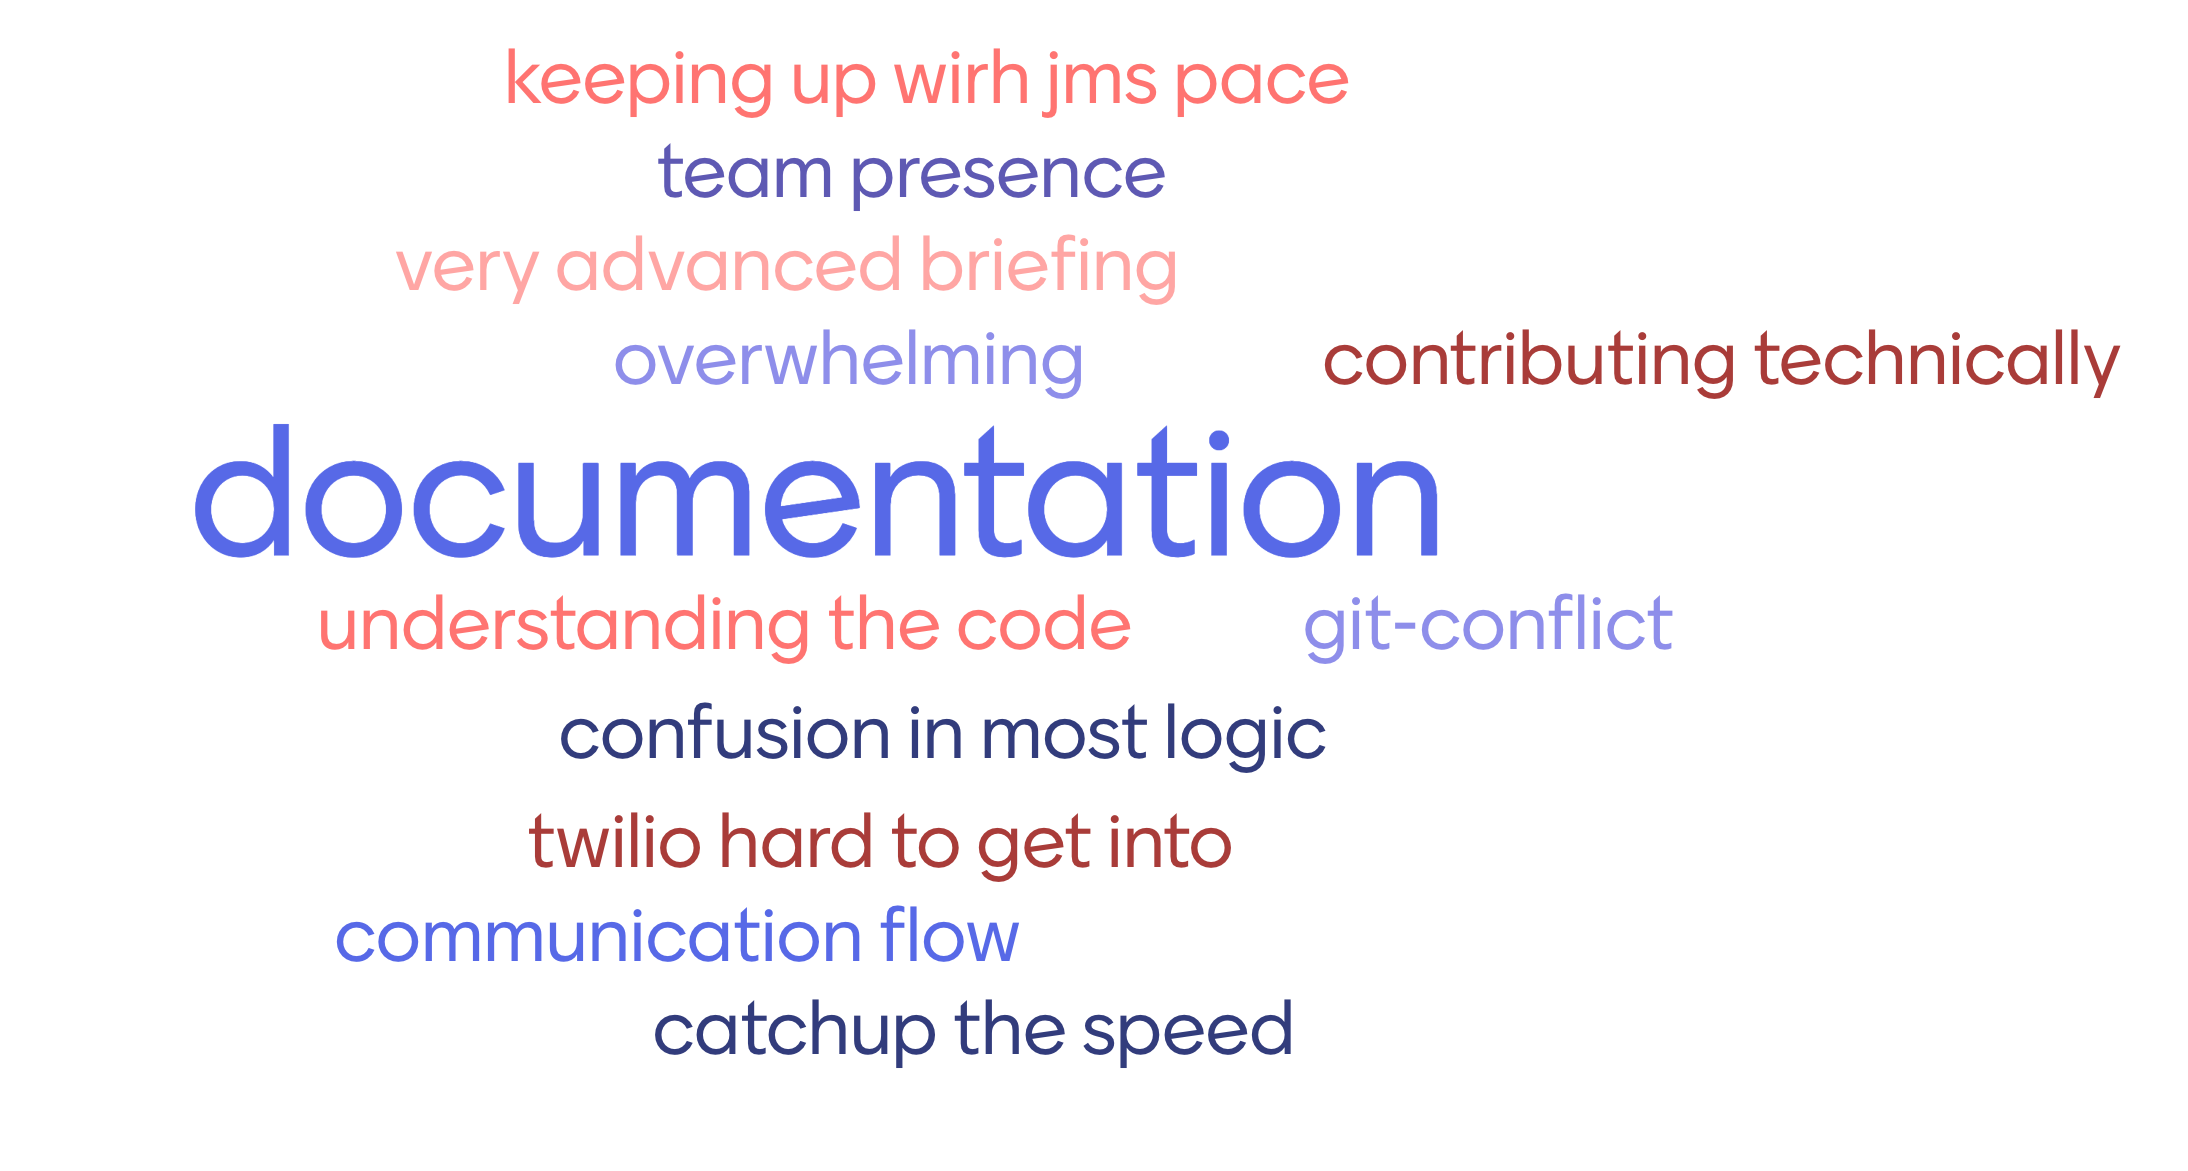 keeping up wirh jms pace
team presence
very advanced briefing
overwhelming
contributing technically
documentation
understanding the code
git-conflict
confusion in most logic
twilio hard to get into
communication flow
catchup the speed